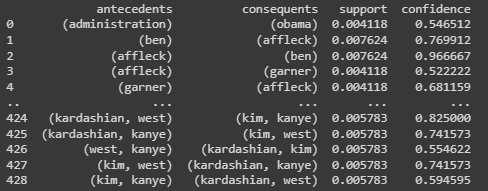 antecedents consequents support confidence
0 (administration) (obama) 0.004118 0.546512
1 (ben) (affleck) 0.007624 0.769912
2 (affleck) (ben) 0.007624 0.966667
3 (affleck) (garner) 0.004118 0.522222
4 (garner) (affleck) 0.004118 0.681159
.. ... ... ... ...
424 (kardashian, west) (kim, kanye) 0.005783 0.825000
425 (kardashian, kanye) (kim, west) 0.005783 0.741573
426 (west, kanye) (kardashian, kim) 0.005783 0.554622
427 (kim, west) (kardashian, kanye) 0.005783 0.741573
428 (kim, kanye) (kardashian, west) 0.005783 0.594595